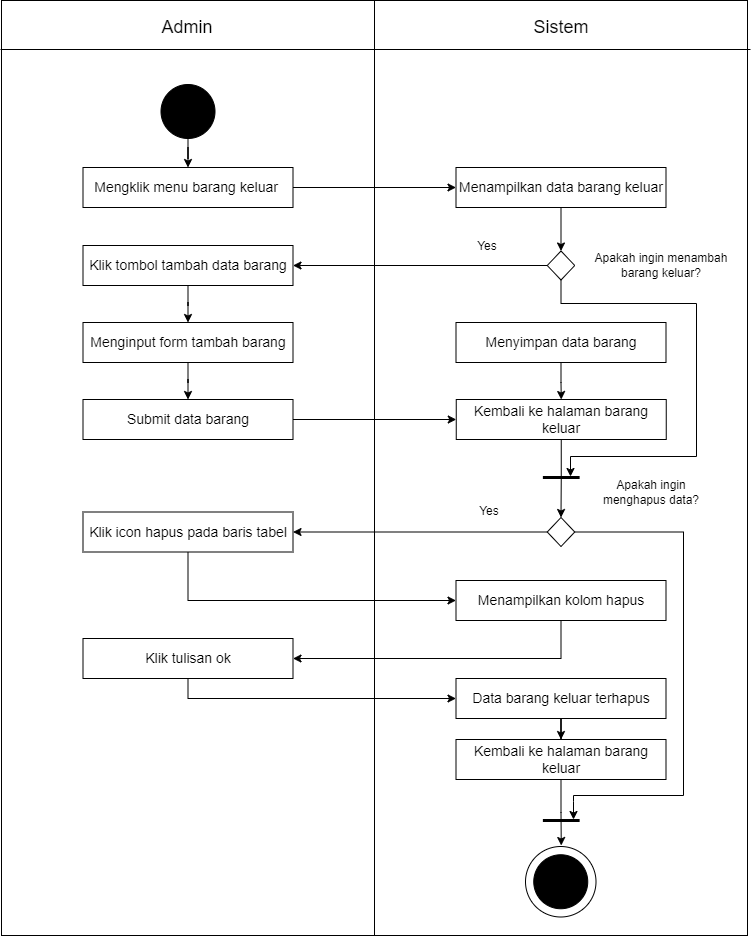 Admin
Sistem
Mengklik menu barang keluar
Menampilkan data barang keluar
Yes
Apakah ingin menambah
barang keluar?
Klik tombol tambah data barang
Menginput form tambah barang
Menyimpan data barang
Submit data barang
Kembali ke halaman barang
keluar
Apakah ingin
menghapus data?
Yes
Klik icon hapus pada baris tabel
Menampilkan kolom hapus
Klik tulisan ok
Data barang keluar terhapus
Kembali ke halaman barang
keluar